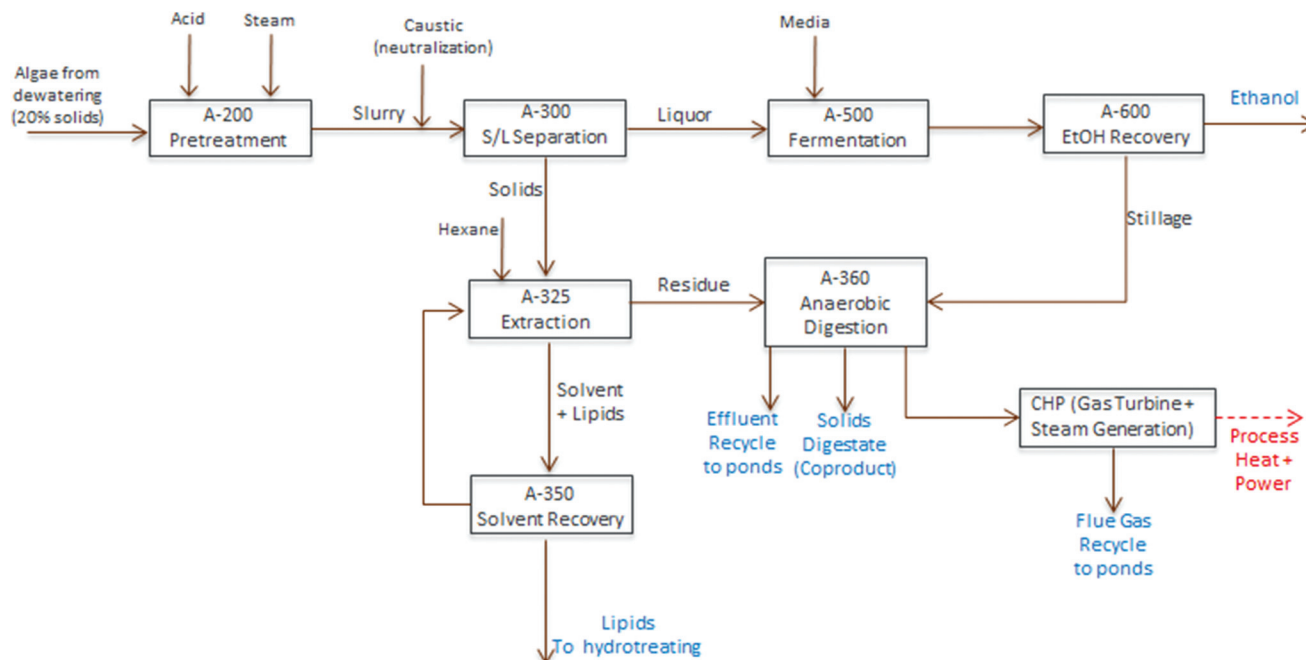 Acid
Steam
Caustic
(neutralization)
Media
Algae from
dewatering
(20% solids)
A-200
Pretreatment
Slurry
A-300
S/L Separation
Liquor
A-500
Fermentation
A-600
EtOH Recovery
Ethanol
Solids
Hexane
Stillage
A-325
Extraction
Residue
A-360
Anaerobic
Digestion
Solvent
+ Lipids
Effluent
Recycle
to ponds
Solids
Digestate
(Coproduct)
CHP (Gas Turbine +
Steam Generation)
Process
Heat +
Power
A-350
Solvent Recovery
Flue Gas
Recycle
to ponds
Lipids
To hydrotreating